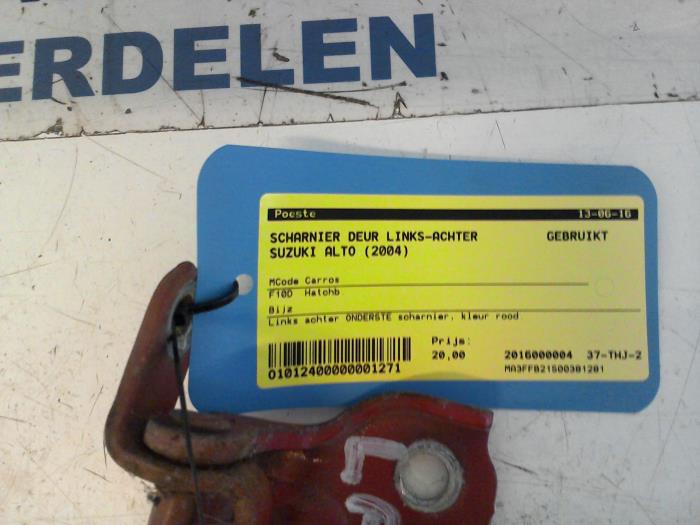 ERDELEN
Poeste 13-06-16
SCHARNIER DEUR LINKS-ACHTER GEBRUIKT
SUZUKI ALTO (2004)
MCode Carros
F10D Hatchb
Bijz
Links achter ONDERSTE scharnier, kleur rood
Prijs:
20,00 2016000004 37-THJ-2
01012400000001271 MA3FFB21S00381281
L